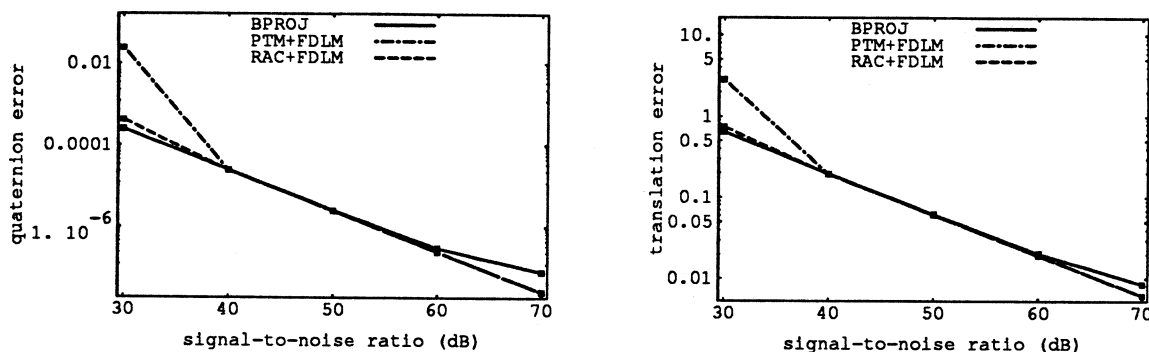 BPROJ
PTM+FDLM
RAC+FDLM
quaternion error
0.01
0.0001
1. 10-6
30 40 50 60 70
signal-to-noise ratio (dB)
BPROJ
PTM+FDLM
RAC+FDLM
translation error
10.
5
1
0.5
0.1
0.05
0.01
30 40 50 60 70
signal-to-noise ratio (dB)